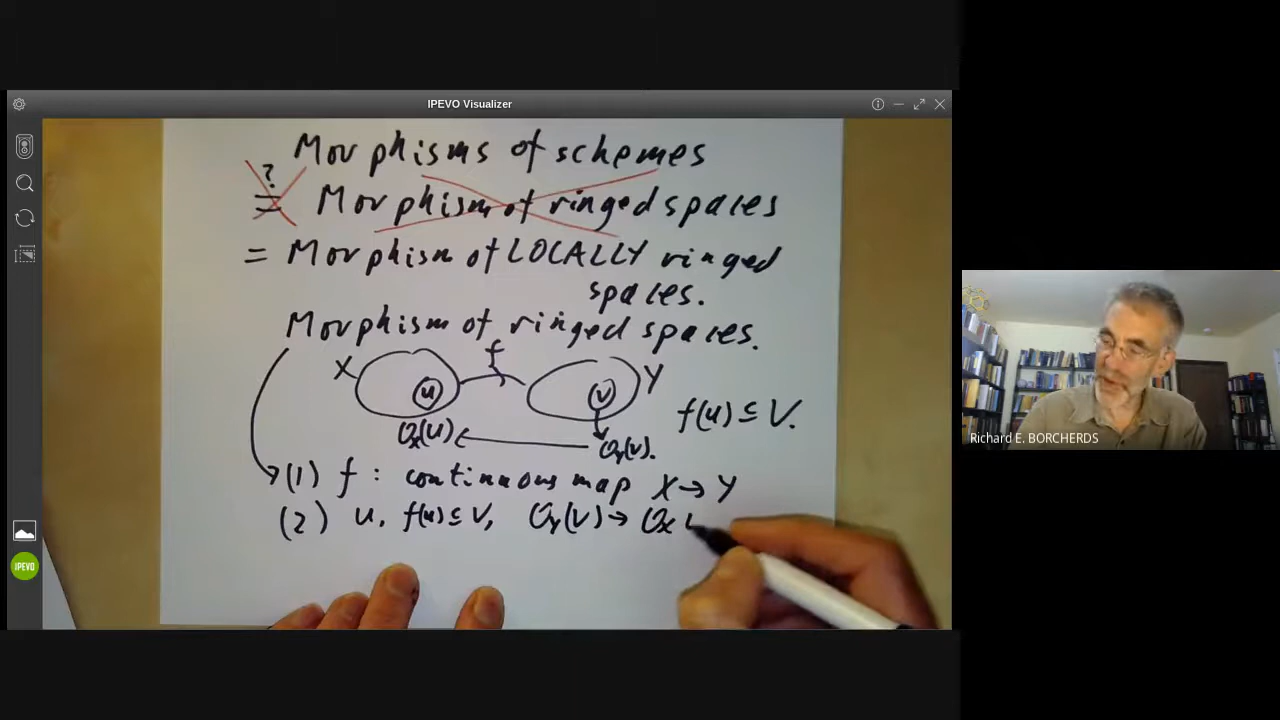 IPEVO Visualizer
Morphisms of schemes
? = Morphism of ringed spaces
= Morphism of LOCALLY ringed
spaces.
Morphism of ringed spaces.
X u f V Y
f(u) ⊆ V.
O_X(U) O_Y(V).
(1) f : continuous map X → Y
(2) u, f(u) ⊆ V, O_Y(V) → O_X
Richard E. BORCHERDS
IPEVO